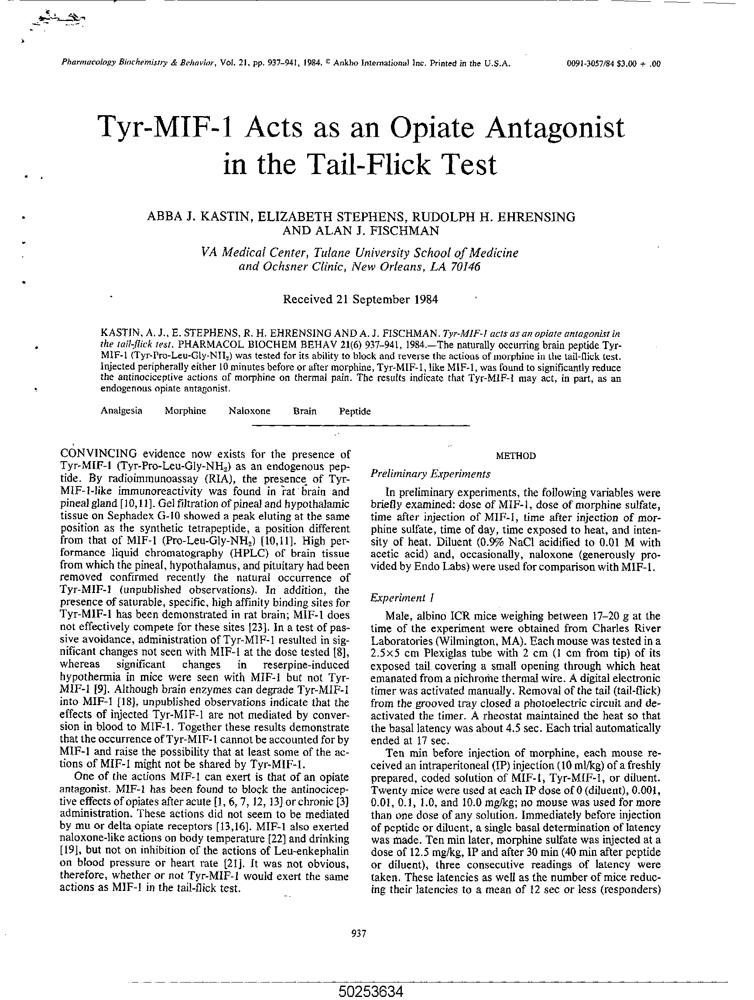 Pharmacology Biochemistry & Behavior, Vol. 21, pp. 937–941, 1984. © Ankho International Inc. Printed in the U.S.A. 0091-3057/84 $3.00 + .00
Tyr-MIF-1 Acts as an Opiate Antagonist
in the Tail-Flick Test
ABBA J. KASTIN, ELIZABETH STEPHENS, RUDOLPH H. EHRENSING
AND ALAN J. FISCHMAN
VA Medical Center, Tulane University School of Medicine
and Ochsner Clinic, New Orleans, LA 70146
Received 21 September 1984
KASTIN, A. J., E. STEPHENS, R. H. EHRENSING AND A. J. FISCHMAN. Tyr-MIF-1 acts as an opiate antagonist in
the tail-flick test. PHARMACOL BIOCHEM BEHAV 21(6) 937–941, 1984.—The naturally occurring brain peptide Tyr-
MIF-1 (Tyr-Pro-Leu-Gly-NH₂) was tested for its ability to block and reverse the actions of morphine in the tail-flick test.
Injected peripherally either 10 minutes before or after morphine, Tyr-MIF-1, like MIF-1, was found to significantly reduce
the antinociceptive actions of morphine on thermal pain. The results indicate that Tyr-MIF-1 may act, in part, as an
endogenous opiate antagonist.
Analgesia Morphine Naloxone Brain Peptide
CONVINCING evidence now exists for the presence of
Tyr-MIF-1 (Tyr-Pro-Leu-Gly-NH₂) as an endogenous pep-
tide. By radioimmunoassay (RIA), the presence of Tyr-
MIF-1-like immunoreactivity was found in rat brain and
pineal gland [10,11]. Gel filtration of pineal and hypothalamic
tissue on Sephadex G-10 showed a peak eluting at the same
position as the synthetic tetrapeptide, a position different
from that of MIF-1 (Pro-Leu-Gly-NH₂) [10,11]. High per-
formance liquid chromatography (HPLC) of brain tissue
from which the pineal, hypothalamus, and pituitary had been
removed confirmed recently the natural occurrence of
Tyr-MIF-1 (unpublished observations). In addition, the
presence of saturable, specific, high affinity binding sites for
Tyr-MIF-1 has been demonstrated in rat brain; MIF-1 does
not effectively compete for these sites [23]. In a test of pas-
sive avoidance, administration of Tyr-MIF-1 resulted in sig-
nificant changes not seen with MIF-1 at the dose tested [8],
whereas significant changes in reserpine-induced
hypothermia in mice were seen with MIF-1 but not Tyr-
MIF-1 [9]. Although brain enzymes can degrade Tyr-MIF-1
into MIF-1 [18], unpublished observations indicate that the
effects of injected Tyr-MIF-1 are not mediated by conver-
sion in blood to MIF-1. Together these results demonstrate
that the occurrence of Tyr-MIF-1 cannot be accounted for by
MIF-1 and raise the possibility that at least some of the ac-
tions of MIF-1 might not be shared by Tyr-MIF-1.
One of the actions MIF-1 can exert is that of an opiate
antagonist. MIF-1 has been found to block the antinocicep-
tive effects of opiates after acute [1, 6, 7, 12, 13] or chronic [3]
administration. These actions did not seem to be mediated
by mu or delta opiate receptors [13,16]. MIF-1 also exerted
naloxone-like actions on body temperature [22] and drinking
[19], but not on inhibition of the actions of Leu-enkephalin
on blood pressure or heart rate [21]. It was not obvious,
therefore, whether or not Tyr-MIF-1 would exert the same
actions as MIF-1 in the tail-flick test.
METHOD
Preliminary Experiments
In preliminary experiments, the following variables were
briefly examined: dose of MIF-1, dose of morphine sulfate,
time after injection of MIF-1, time after injection of mor-
phine sulfate, time of day, time exposed to heat, and inten-
sity of heat. Diluent (0.9% NaCl acidified to 0.01 M with
acetic acid) and, occasionally, naloxone (generously pro-
vided by Endo Labs) were used for comparison with MIF-1.
Experiment 1
Male, albino ICR mice weighing between 17–20 g at the
time of the experiment were obtained from Charles River
Laboratories (Wilmington, MA). Each mouse was tested in a
2.5×5 cm Plexiglas tube with 2 cm (1 cm from tip) of its
exposed tail covering a small opening through which heat
emanated from a nichrome thermal wire. A digital electronic
timer was activated manually. Removal of the tail (tail-flick)
from the grooved tray closed a photoelectric circuit and de-
activated the timer. A rheostat maintained the heat so that
the basal latency was about 4.5 sec. Each trial automatically
ended at 17 sec.
Ten min before injection of morphine, each mouse re-
ceived an intraperitoneal (IP) injection (10 ml/kg) of a freshly
prepared, coded solution of MIF-1, Tyr-MIF-1, or diluent.
Twenty mice were used at each IP dose of 0 (diluent), 0.001,
0.01, 0.1, 1.0, and 10.0 mg/kg; no mouse was used for more
than one dose of any solution. Immediately before injection
of peptide or diluent, a single basal determination of latency
was made. Ten min later, morphine sulfate was injected at a
dose of 12.5 mg/kg, IP and after 30 min (40 min after peptide
or diluent), three consecutive readings of latency were
taken. These latencies as well as the number of mice reduc-
ing their latencies to a mean of 12 sec or less (responders)
937
50253634